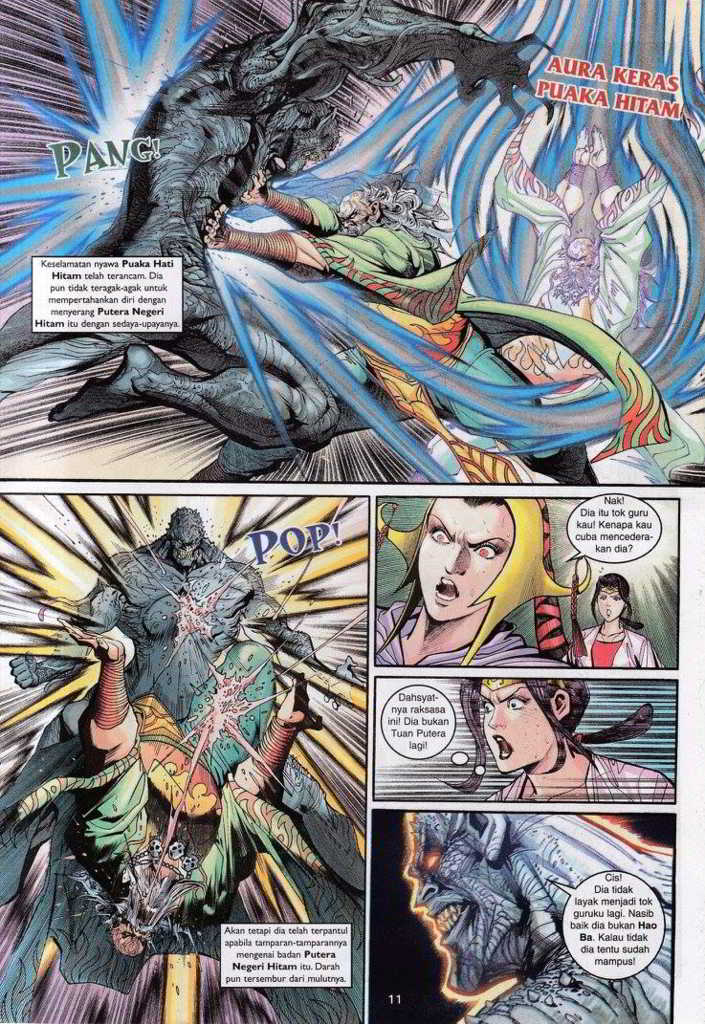 AURA KERAS
PUAKA HITAM
PANG!
Keselamatan nyawa Puaka Hati
Hitam telah terancam. Dia
pun tidak teragak-agak untuk
mempertahankan diri dengan
menyerang Putera Negeri
Hitam itu dengan sedaya-upayanya.
POP!
Akan tetapi dia telah terpantul
apabila tamparan-tamparannya
mengenai badan Putera
Negeri Hitam itu. Darah
pun tersembur dari mulutnya.
Nak!
Dia itu tok guru
kau! Kenapa kau
cuba mencedera-
kan dia?
Dahsyat-
nya raksasa
ini! Dia bukan
Tuan Putera
lagi!
Cis!
Dia tidak
layak menjadi tok
guruku lagi. Nasib
baik dia bukan Hao
Ba. Kalau tidak
dia tentu sudah
mampus!
11